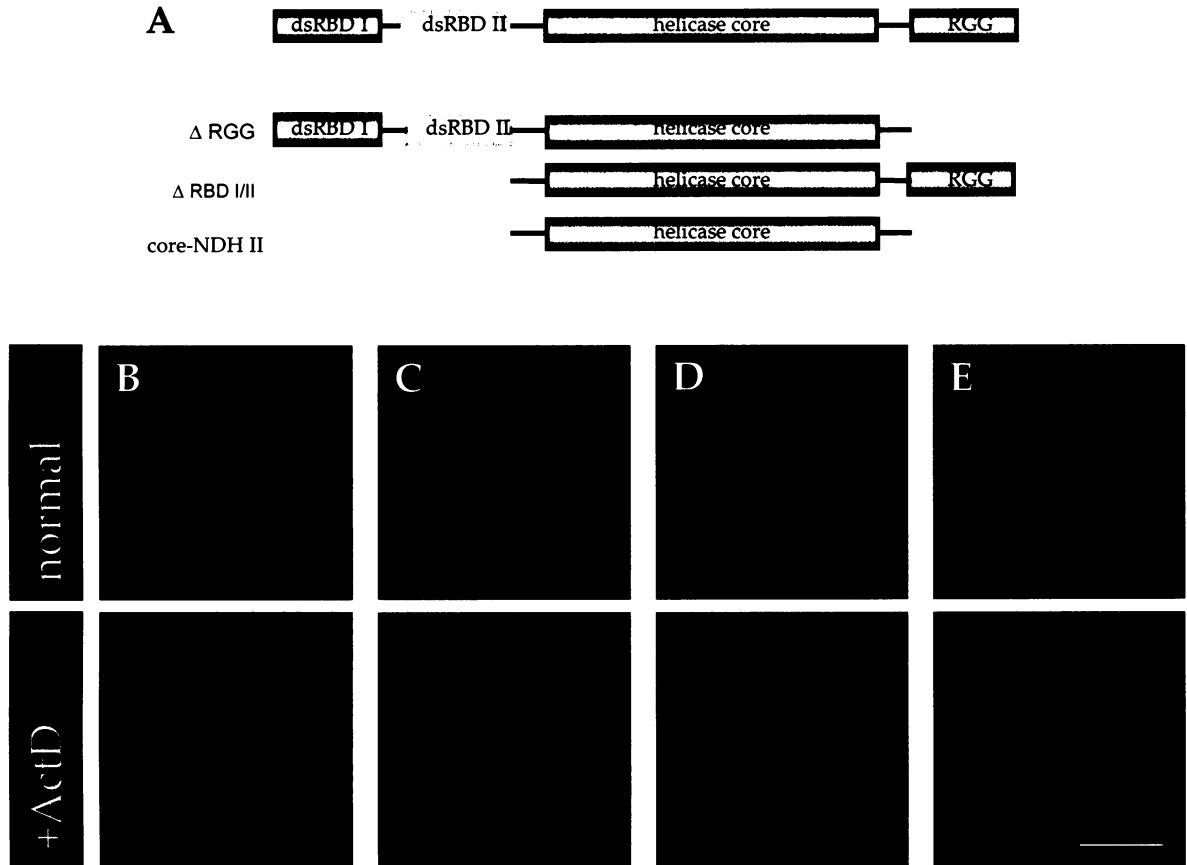 A
dsRBD I dsRBD II helicase core RGG
Δ RGG dsRBD I dsRBD II helicase core
Δ RBD I/II helicase core RGG
core-NDH II helicase core
normal B C D E
+ActD